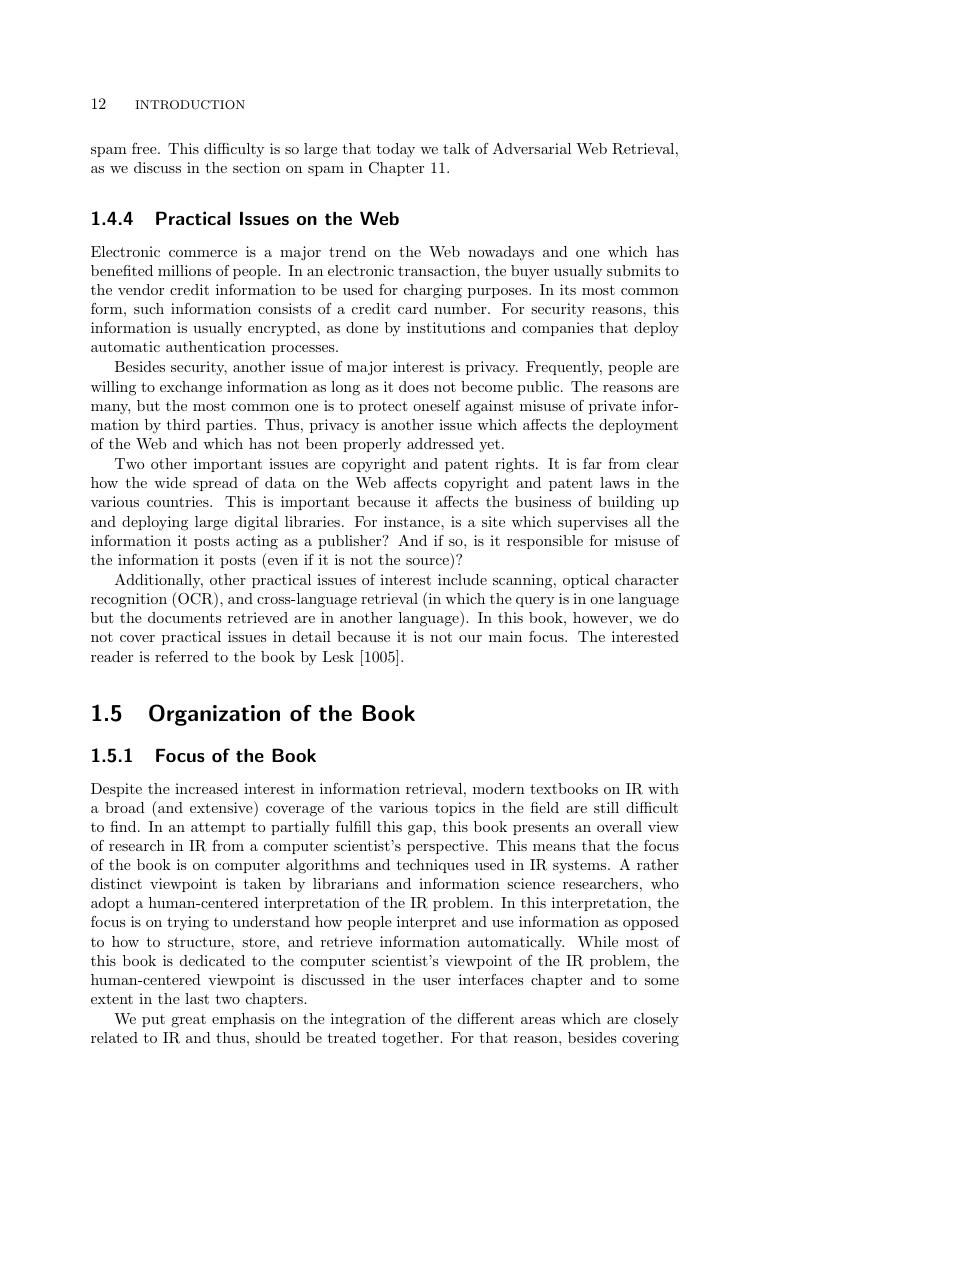 12 INTRODUCTION
spam free. This difficulty is so large that today we talk of Adversarial Web Retrieval,
as we discuss in the section on spam in Chapter 11.
1.4.4 Practical Issues on the Web
Electronic commerce is a major trend on the Web nowadays and one which has
benefited millions of people. In an electronic transaction, the buyer usually submits to
the vendor credit information to be used for charging purposes. In its most common
form, such information consists of a credit card number. For security reasons, this
information is usually encrypted, as done by institutions and companies that deploy
automatic authentication processes.
Besides security, another issue of major interest is privacy. Frequently, people are
willing to exchange information as long as it does not become public. The reasons are
many, but the most common one is to protect oneself against misuse of private infor-
mation by third parties. Thus, privacy is another issue which affects the deployment
of the Web and which has not been properly addressed yet.
Two other important issues are copyright and patent rights. It is far from clear
how the wide spread of data on the Web affects copyright and patent laws in the
various countries. This is important because it affects the business of building up
and deploying large digital libraries. For instance, is a site which supervises all the
information it posts acting as a publisher? And if so, is it responsible for misuse of
the information it posts (even if it is not the source)?
Additionally, other practical issues of interest include scanning, optical character
recognition (OCR), and cross-language retrieval (in which the query is in one language
but the documents retrieved are in another language). In this book, however, we do
not cover practical issues in detail because it is not our main focus. The interested
reader is referred to the book by Lesk [1005].
1.5 Organization of the Book
1.5.1 Focus of the Book
Despite the increased interest in information retrieval, modern textbooks on IR with
a broad (and extensive) coverage of the various topics in the field are still difficult
to find. In an attempt to partially fulfill this gap, this book presents an overall view
of research in IR from a computer scientist's perspective. This means that the focus
of the book is on computer algorithms and techniques used in IR systems. A rather
distinct viewpoint is taken by librarians and information science researchers, who
adopt a human-centered interpretation of the IR problem. In this interpretation, the
focus is on trying to understand how people interpret and use information as opposed
to how to structure, store, and retrieve information automatically. While most of
this book is dedicated to the computer scientist's viewpoint of the IR problem, the
human-centered viewpoint is discussed in the user interfaces chapter and to some
extent in the last two chapters.
We put great emphasis on the integration of the different areas which are closely
related to IR and thus, should be treated together. For that reason, besides covering